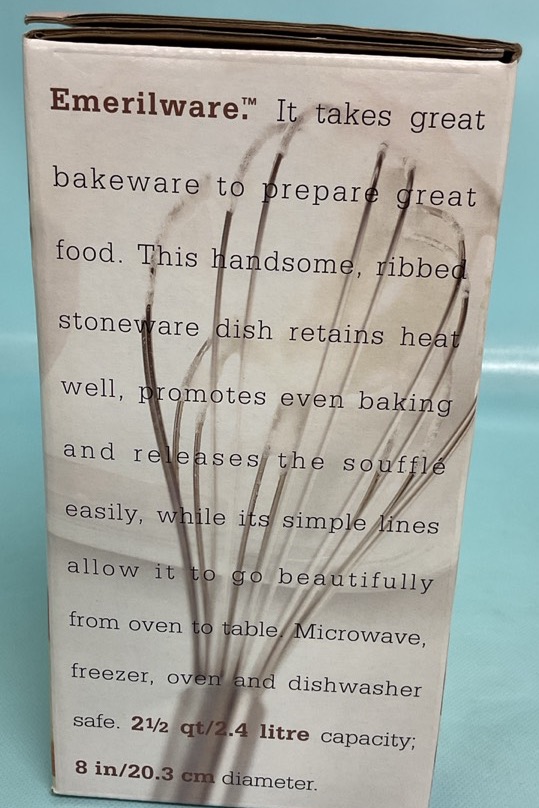 Emerilware.™ It takes great
bakeware to prepare great
food. This handsome, ribbed
stoneware dish retains heat
well, promotes even baking
and releases the soufflé
easily, while its simple lines
allow it to go beautifully
from oven to table. Microwave,
freezer, oven and dishwasher
safe. 2½ qt/2.4 litre capacity;
8 in/20.3 cm diameter.